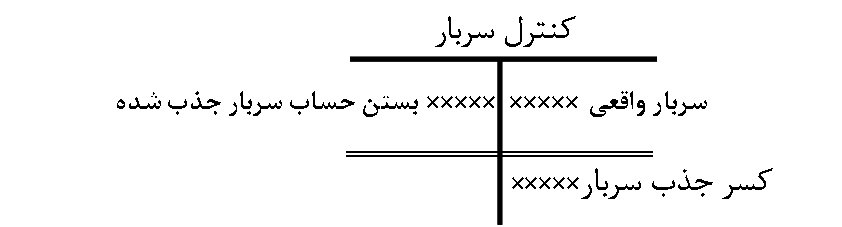 کنترل سربار
سربار واقعی ××××× ××××× بستن حساب سربار جذب شده
کسر جذب سربار ×××××